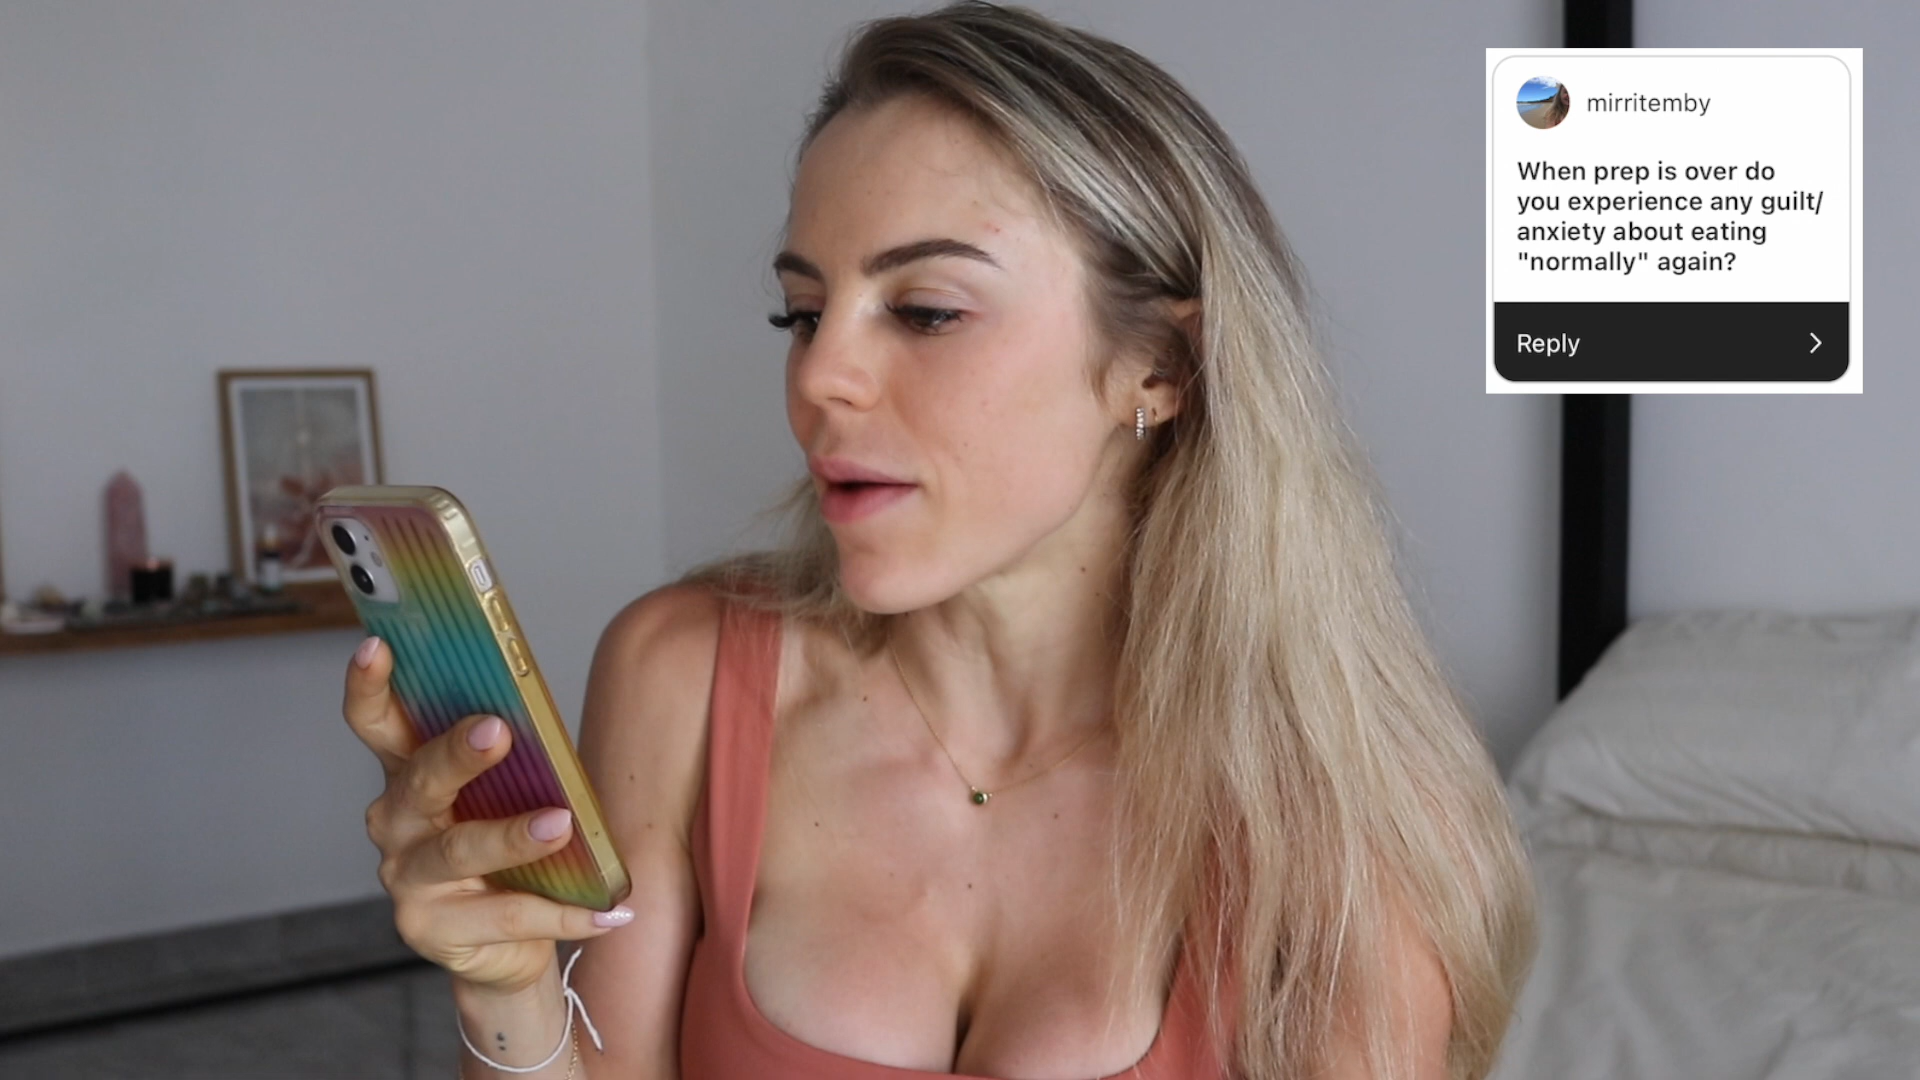 mirritemby
When prep is over do
you experience any guilt/
anxiety about eating
"normally" again?
Reply